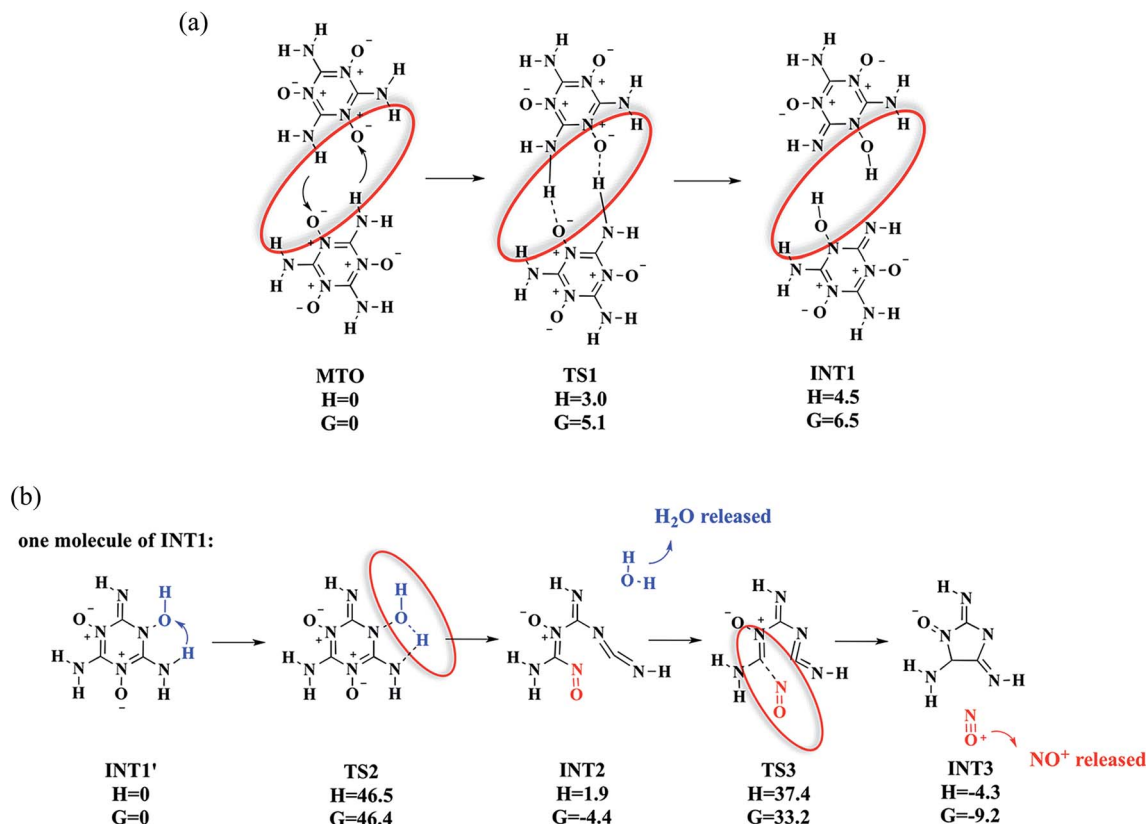 (a)
MTO
H=0
G=0
TS1
H=3.0
G=5.1
INT1
H=4.5
G=6.5
(b)
one molecule of INT1:
H₂O released
NO⁺ released
INT1'
H=0
G=0
TS2
H=46.5
G=46.4
INT2
H=1.9
G=-4.4
TS3
H=37.4
G=33.2
INT3
H=-4.3
G=-9.2